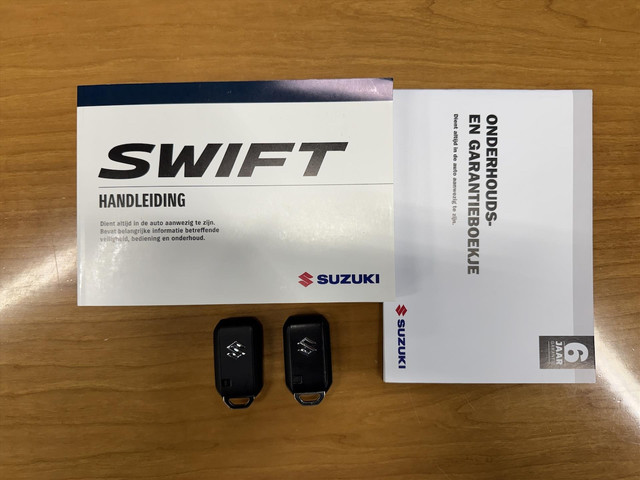 SWIFT
HANDLEIDING
Dient altijd in de auto aanwezig te zijn.
Bevat belangrijke informatie betreffende
veiligheid, bediening en onderhoud.
SUZUKI
ONDERHOUDS-
EN GARANTIEBOEKJE
Dient altijd in de auto aanwezig te zijn.
SUZUKI
6
JAAR